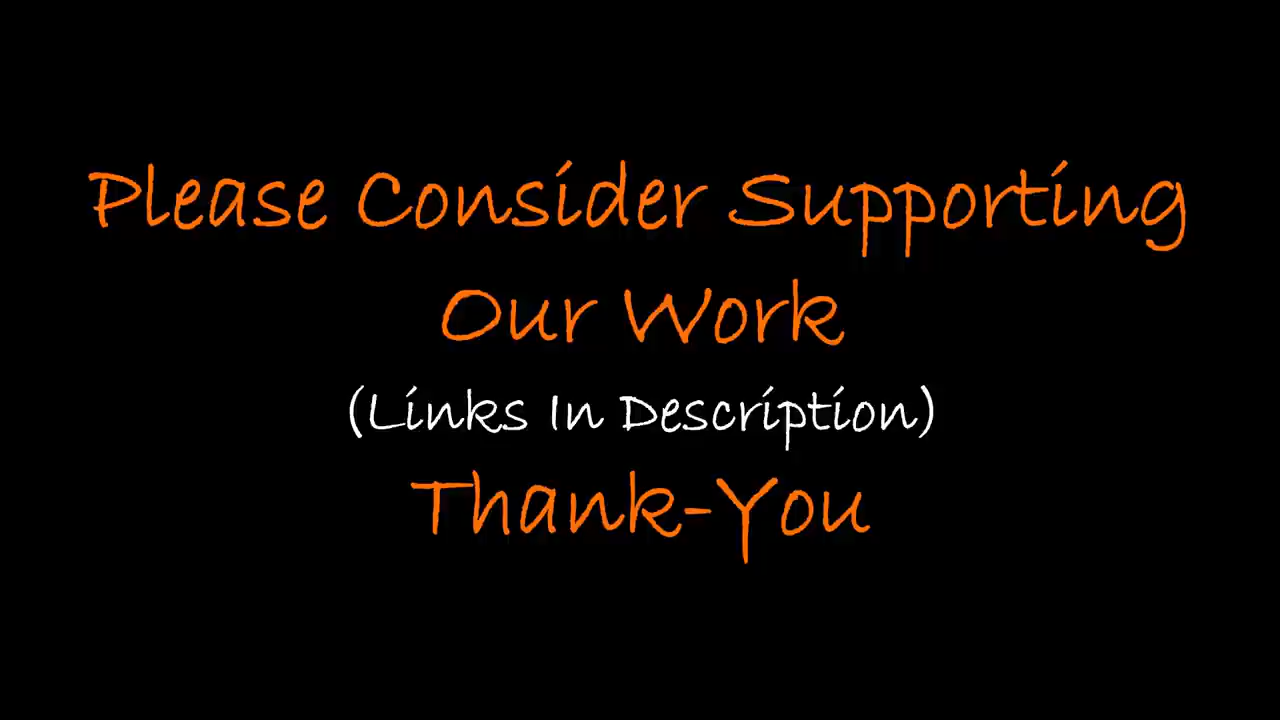 Please Consider Supporting
Our Work
(Links In Description)
Thank-You